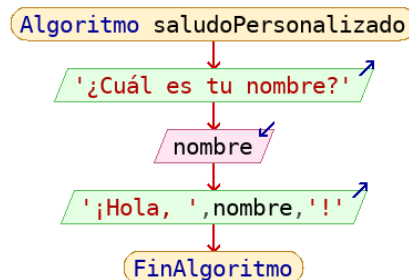 Algoritmo saludoPersonalizado
'¿Cuál es tu nombre?'
nombre
'¡Hola, ',nombre,'!'
FinAlgoritmo